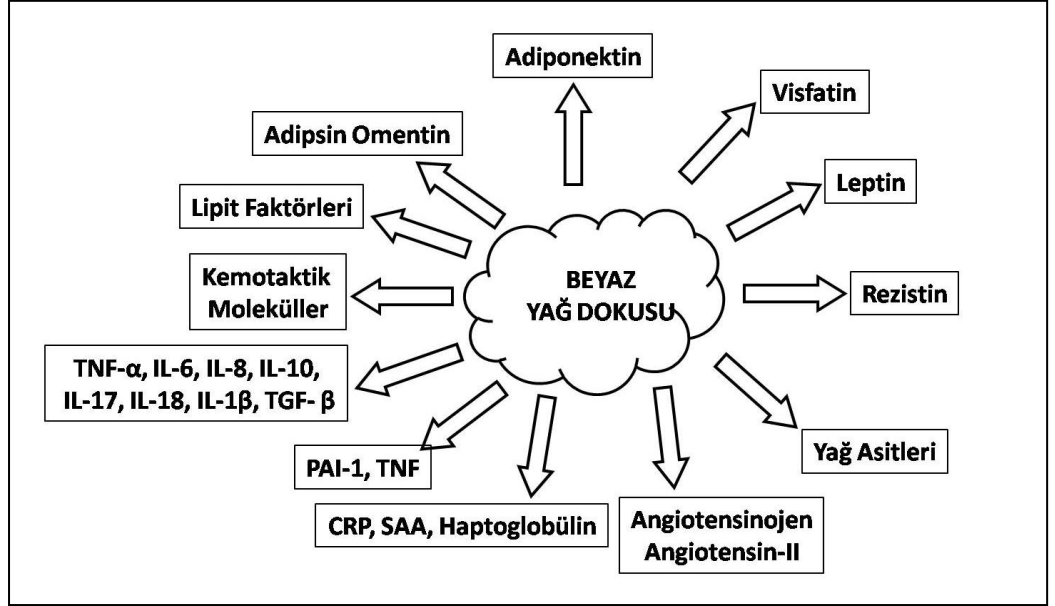 Adiponektin
Visfatin
Adipsin Omentin
Leptin
Lipit Faktörleri
Kemotaktik
Moleküller
BEYAZ
YAĞ DOKUSU
Rezistin
TNF-α, IL-6, IL-8, IL-10,
IL-17, IL-18, IL-1β, TGF- β
Yağ Asitleri
PAI-1, TNF
CRP, SAA, Haptoglobülin
Angiotensinojen
Angiotensin-II